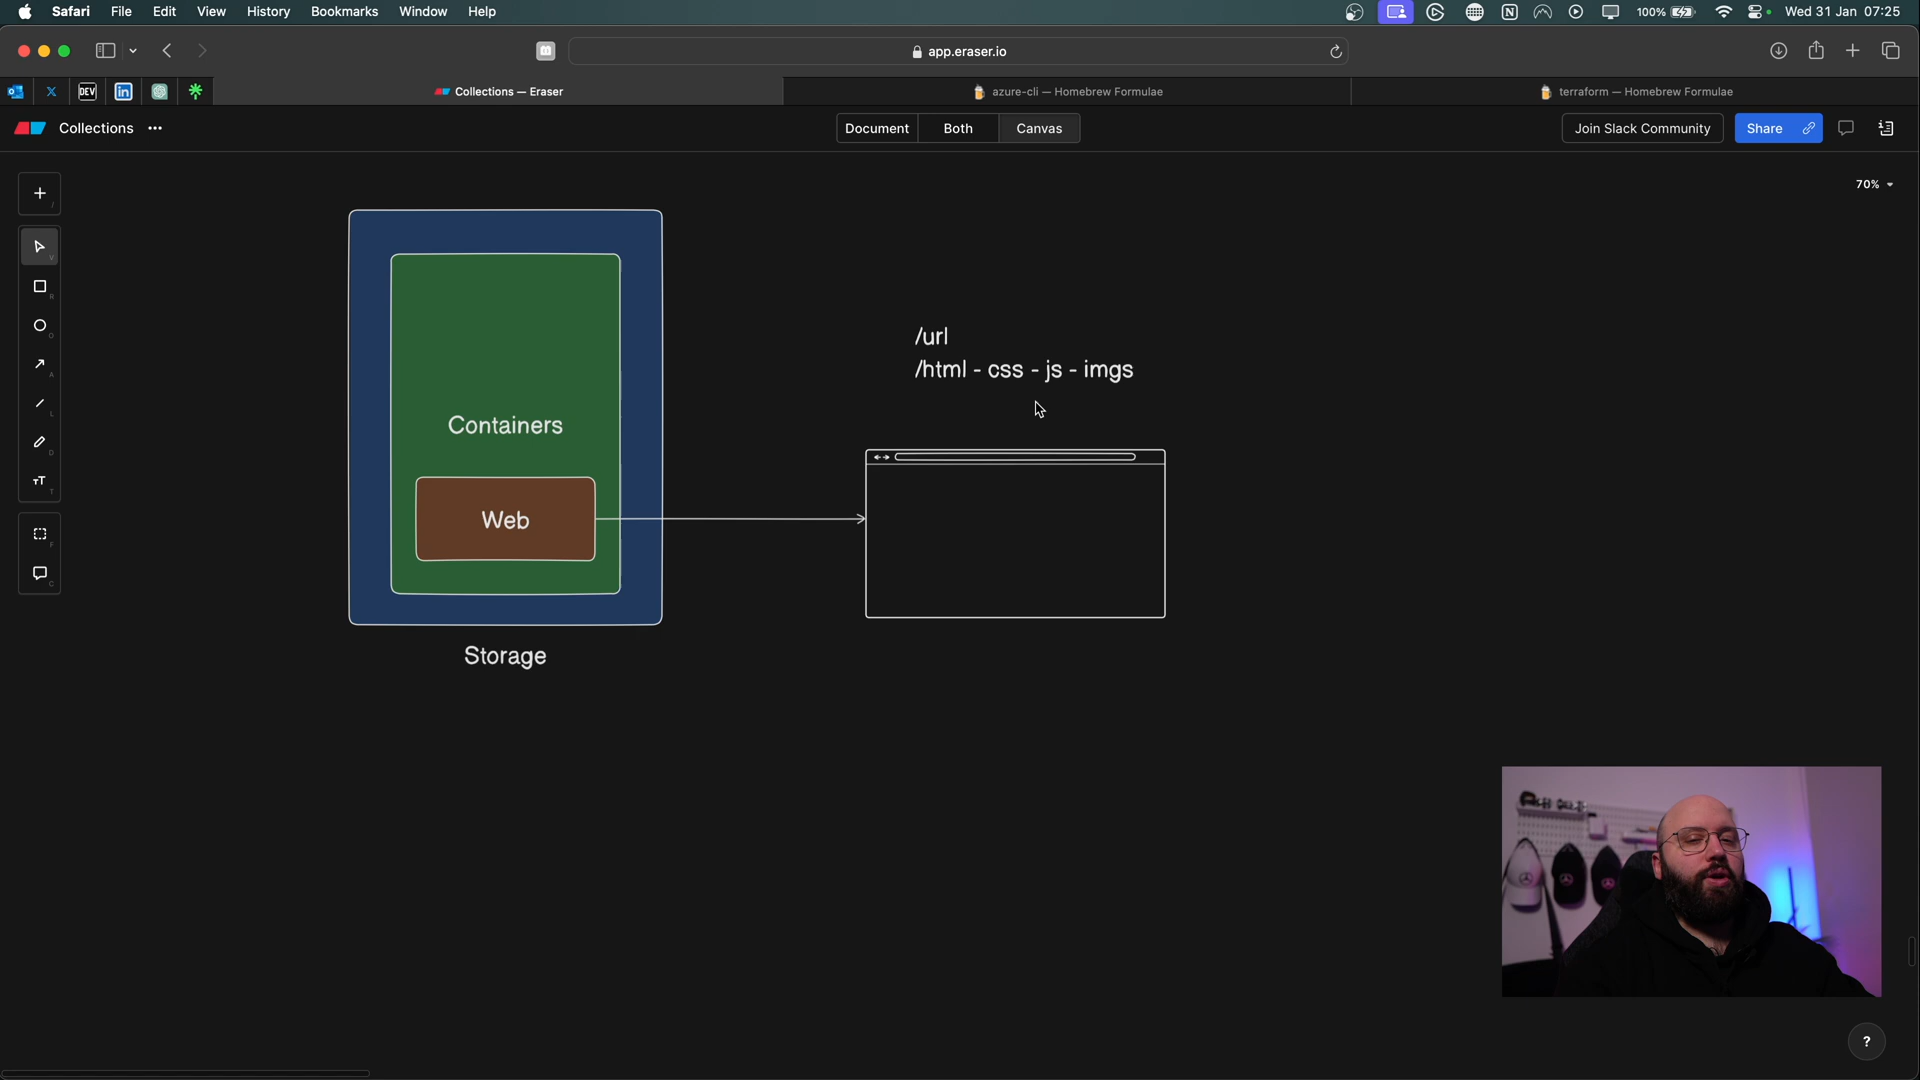 Safari File Edit View History Bookmarks Window Help
100% Wed 31 Jan 07:25
app.eraser.io
DEV in
Collections — Eraser
azure-cli — Homebrew Formulae
terraform — Homebrew Formulae
Collections
Document Both Canvas
Join Slack Community
Share
70%
/
V
R
O
A
L
D
T
F
C
/url
/html - css - js - imgs
Containers
Web
Storage
?